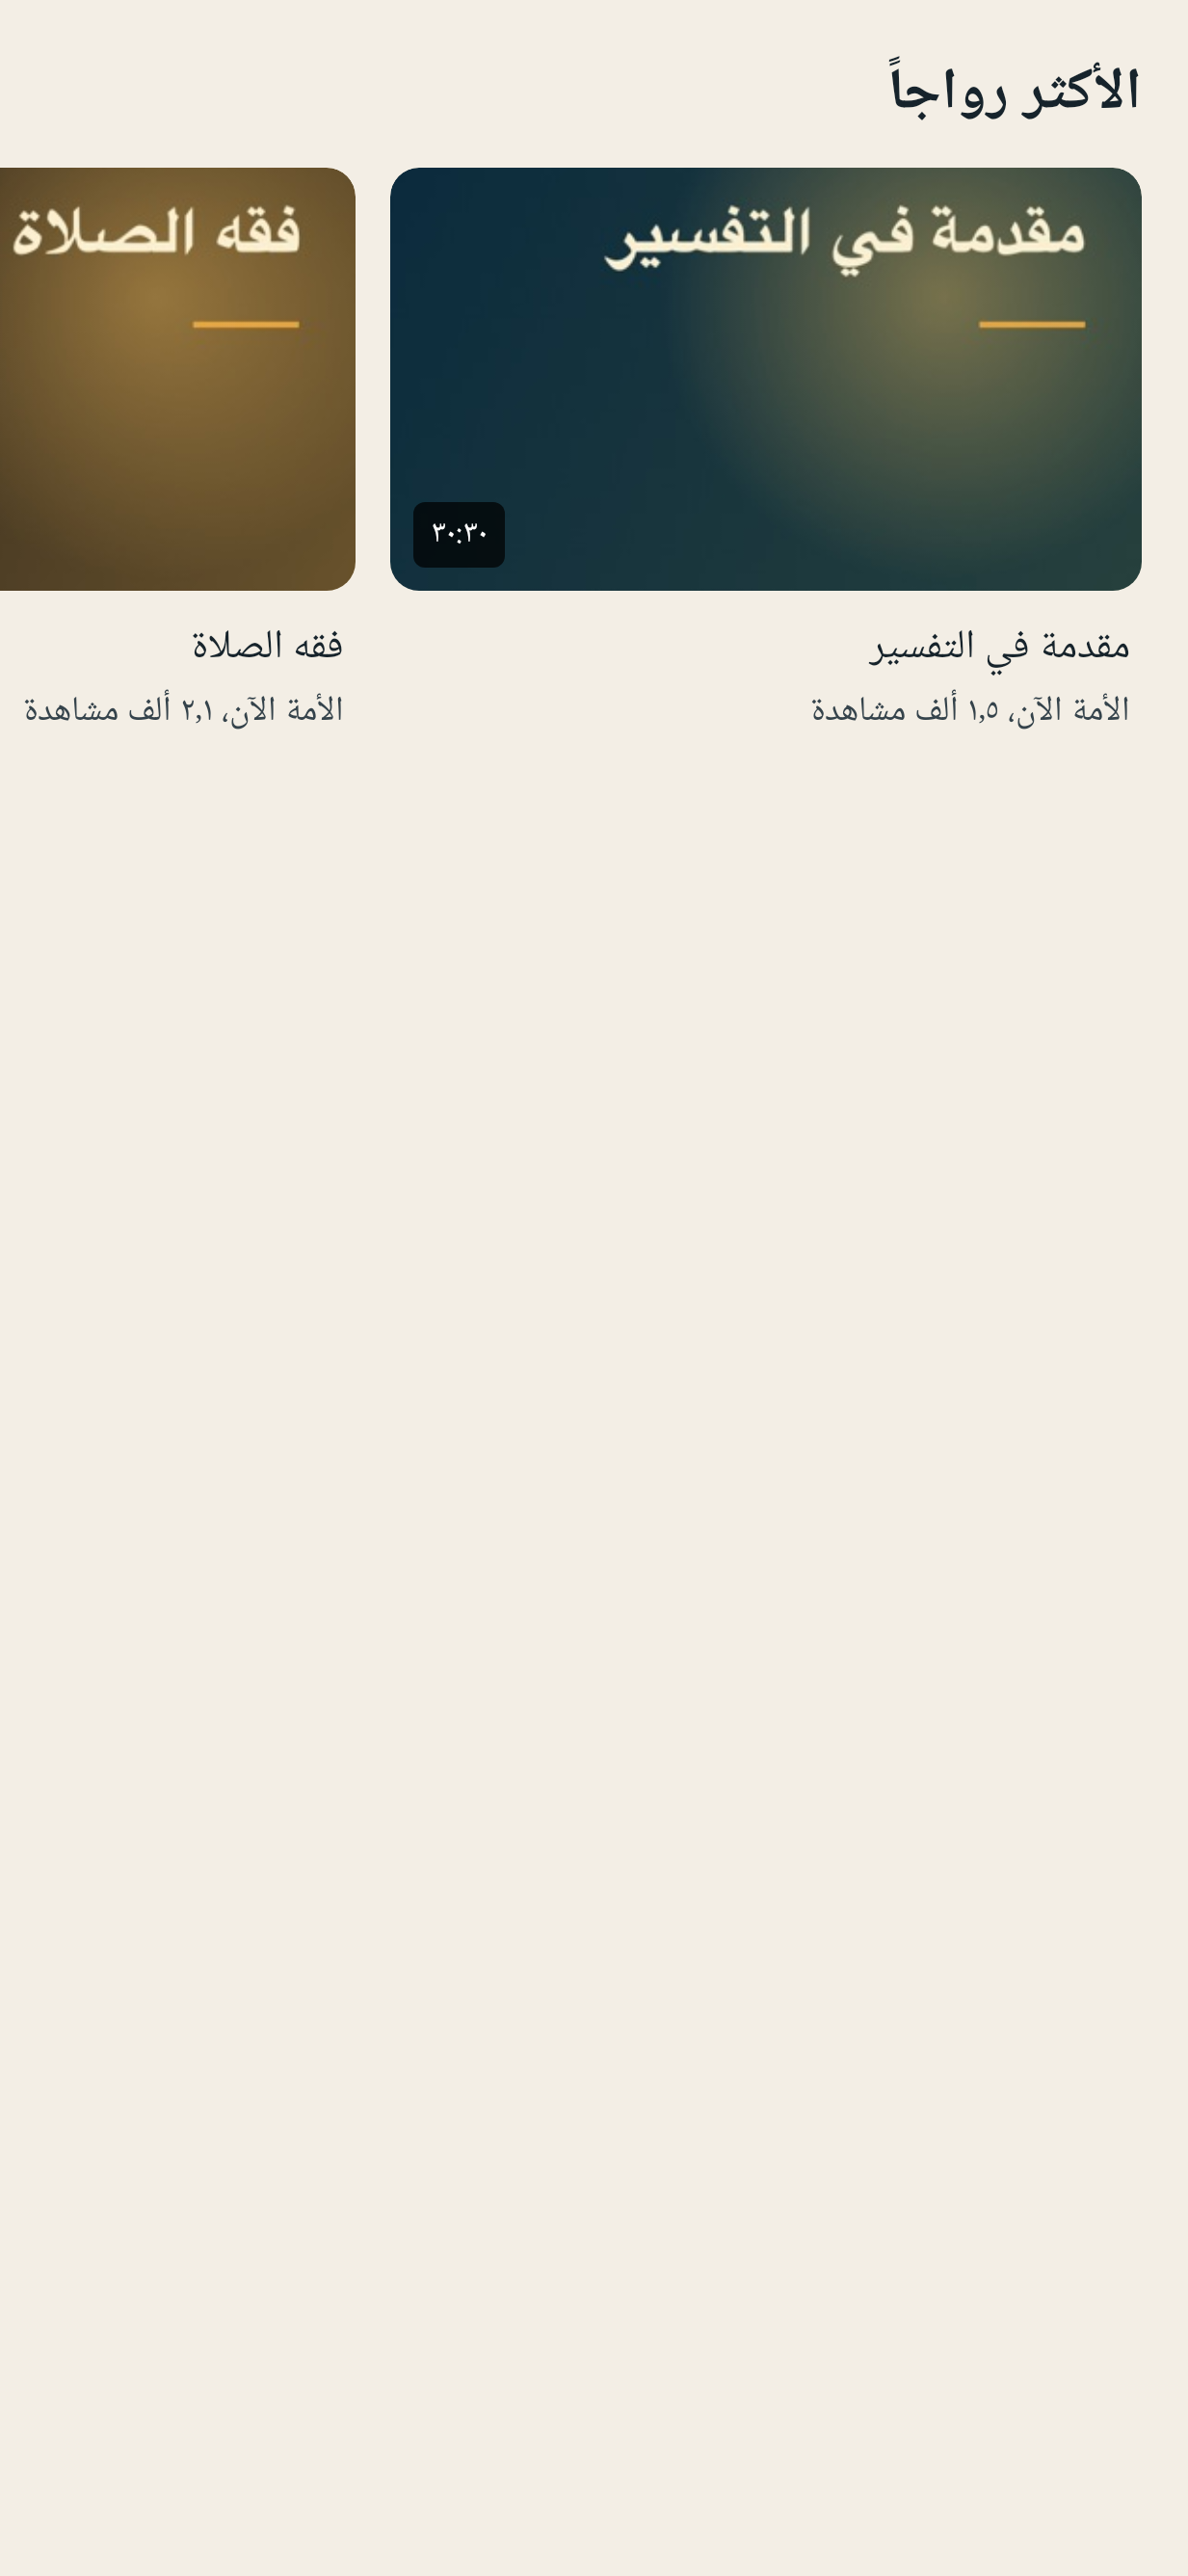 الأكثر رواجاً
مقدمة في التفسير
٣٠:٣٠
مقدمة في التفسير
الأمة الآن، ١٫٥ ألف مشاهدة
فقه الصلاة
فقه الصلاة
الأمة الآن، ٢٫١ ألف مشاهدة